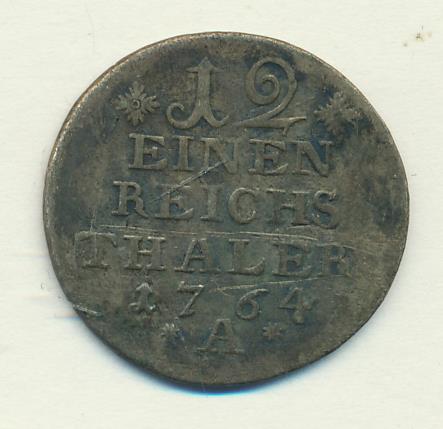 12
EINEN
REICHS
THALER
1764
A